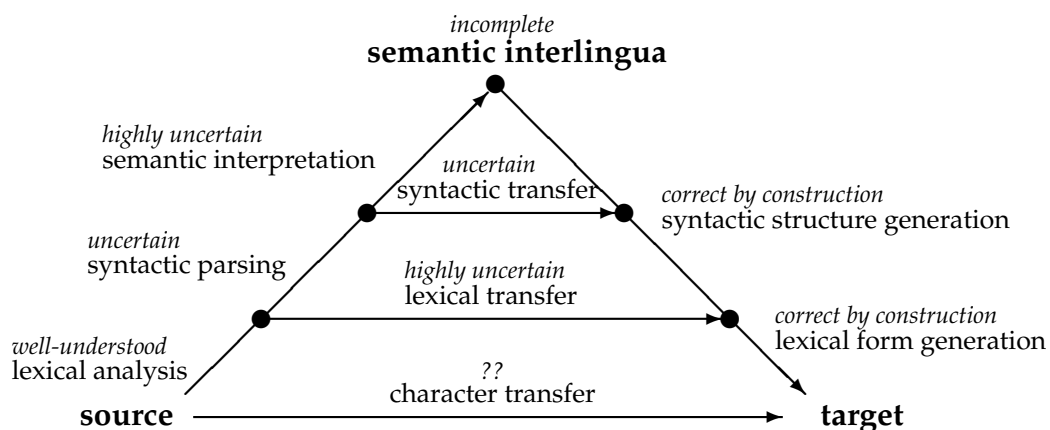 incomplete
semantic interlingua
highly uncertain
semantic interpretation
uncertain
syntactic transfer
correct by construction
syntactic structure generation
uncertain
syntactic parsing
highly uncertain
lexical transfer
correct by construction
lexical form generation
well-understood
lexical analysis
??
character transfer
source
target